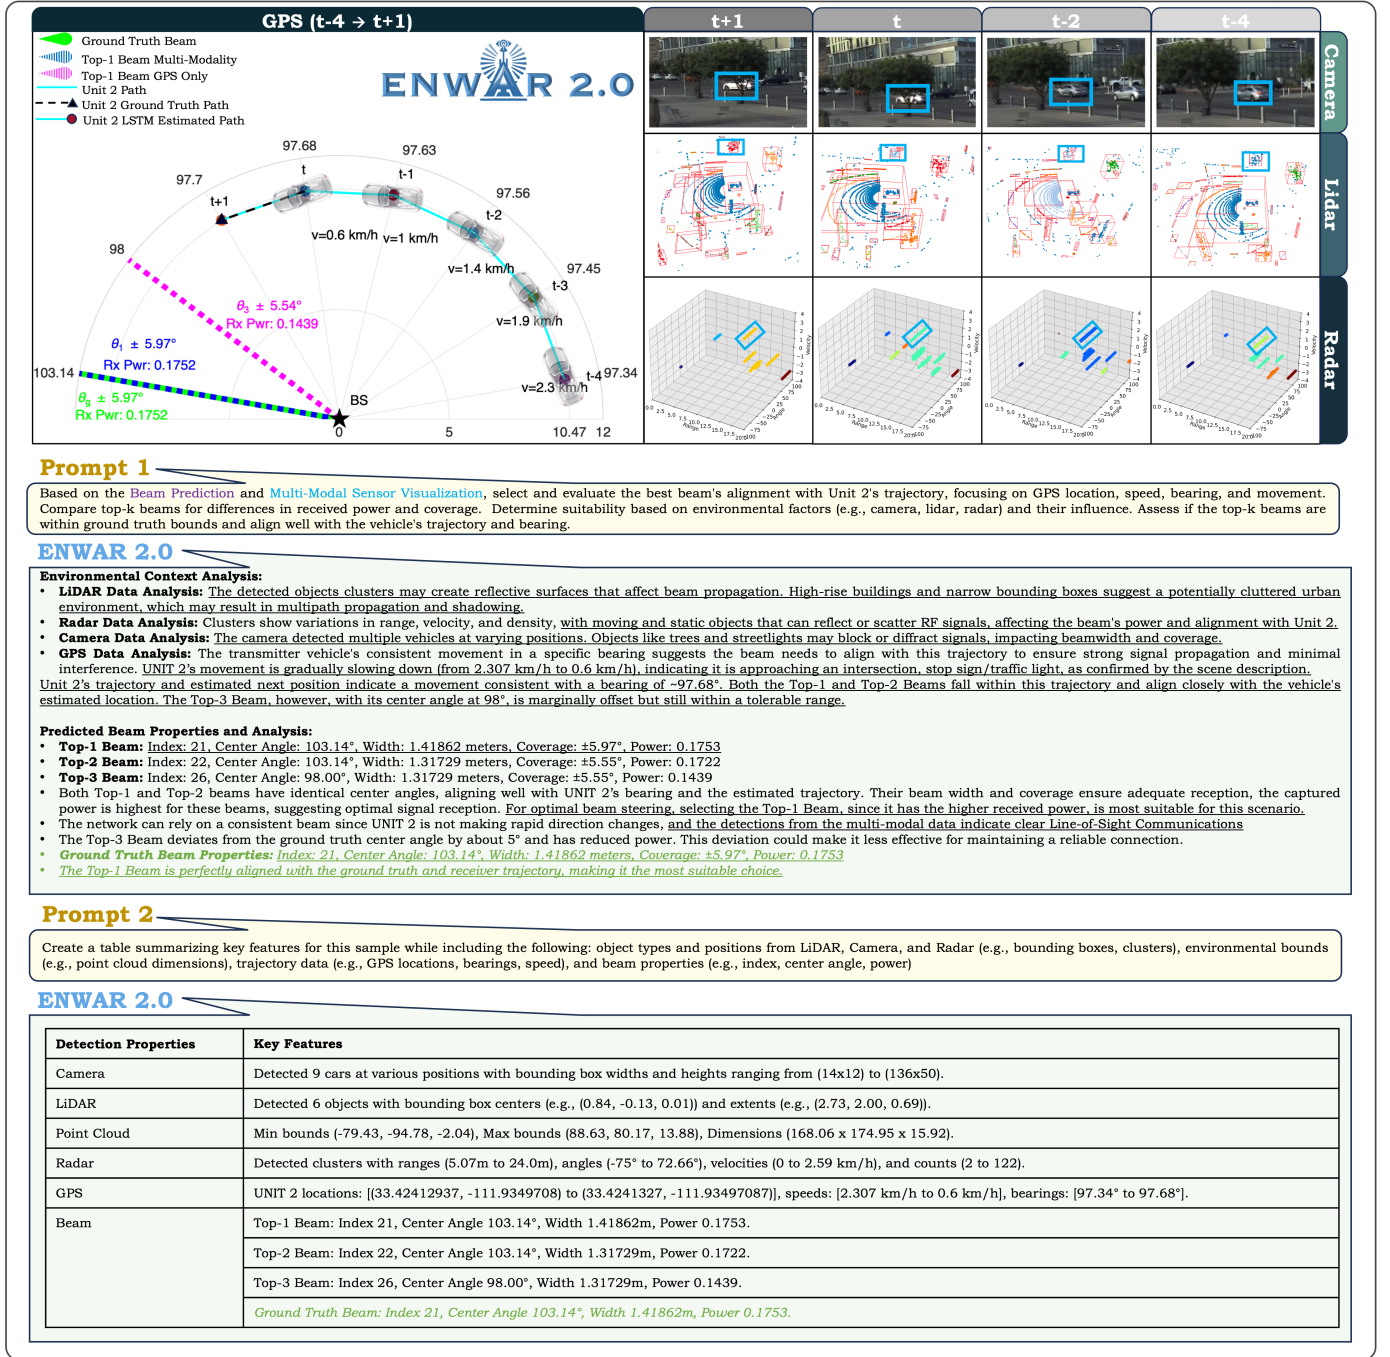 GPS (t-4 → t+1)
t+1
t
t-2
t-4
Ground Truth Beam
Top-1 Beam Multi-Modality
Top-1 Beam GPS Only
Unit 2 Path
Unit 2 Ground Truth Path
Unit 2 LSTM Estimated Path
ENWAR 2.0
Camera
Lidar
Radar
97.68
97.63
97.7
97.56
98
97.45
103.14
97.34
t+1
t
t-1
t-2
t-3
t-4
v=0.6 km/h
v=1 km/h
v=1.4 km/h
v=1.9 km/h
v=2.3 km/h
θ3 ± 5.54°
Rx Pwr: 0.1439
θ1 ± 5.97°
Rx Pwr: 0.1752
θg ± 5.97°
Rx Pwr: 0.1752
BS
0
5
10.47
12
Prompt 1
Based on the Beam Prediction and Multi-Modal Sensor Visualization, select and evaluate the best beam's alignment with Unit 2's trajectory, focusing on GPS location, speed, bearing, and movement.
Compare top-k beams for differences in received power and coverage. Determine suitability based on environmental factors (e.g., camera, lidar, radar) and their influence. Assess if the top-k beams are
within ground truth bounds and align well with the vehicle's trajectory and bearing.
ENWAR 2.0
Environmental Context Analysis:
• LiDAR Data Analysis: The detected objects clusters may create reflective surfaces that affect beam propagation. High-rise buildings and narrow bounding boxes suggest a potentially cluttered urban
environment, which may result in multipath propagation and shadowing.
• Radar Data Analysis: Clusters show variations in range, velocity, and density, with moving and static objects that can reflect or scatter RF signals, affecting the beam's power and alignment with Unit 2.
• Camera Data Analysis: The camera detected multiple vehicles at varying positions. Objects like trees and streetlights may block or diffract signals, impacting beamwidth and coverage.
• GPS Data Analysis: The transmitter vehicle's consistent movement in a specific bearing suggests the beam needs to align with this trajectory to ensure strong signal propagation and minimal
interference. UNIT 2's movement is gradually slowing down (from 2.307 km/h to 0.6 km/h), indicating it is approaching an intersection, stop sign/traffic light, as confirmed by the scene description.
Unit 2's trajectory and estimated next position indicate a movement consistent with a bearing of ~97.68°. Both the Top-1 and Top-2 Beams fall within this trajectory and align closely with the vehicle's
estimated location. The Top-3 Beam, however, with its center angle at 98°, is marginally offset but still within a tolerable range.
Predicted Beam Properties and Analysis:
• Top-1 Beam: Index: 21, Center Angle: 103.14°, Width: 1.41862 meters, Coverage: ±5.97°, Power: 0.1753
• Top-2 Beam: Index: 22, Center Angle: 103.14°, Width: 1.31729 meters, Coverage: ±5.55°, Power: 0.1722
• Top-3 Beam: Index: 26, Center Angle: 98.00°, Width: 1.31729 meters, Coverage: ±5.55°, Power: 0.1439
• Both Top-1 and Top-2 beams have identical center angles, aligning well with UNIT 2's bearing and the estimated trajectory. Their beam width and coverage ensure adequate reception, the captured
power is highest for these beams, suggesting optimal signal reception. For optimal beam steering, selecting the Top-1 Beam, since it has the higher received power, is most suitable for this scenario.
• The network can rely on a consistent beam since UNIT 2 is not making rapid direction changes, and the detections from the multi-modal data indicate clear Line-of-Sight Communications
• The Top-3 Beam deviates from the ground truth center angle by about 5° and has reduced power. This deviation could make it less effective for maintaining a reliable connection.
• Ground Truth Beam Properties: Index: 21, Center Angle: 103.14°, Width: 1.41862 meters, Coverage: ±5.97°, Power: 0.1753
• The Top-1 Beam is perfectly aligned with the ground truth and receiver trajectory, making it the most suitable choice.
Prompt 2
Create a table summarizing key features for this sample while including the following: object types and positions from LiDAR, Camera, and Radar (e.g., bounding boxes, clusters), environmental bounds
(e.g., point cloud dimensions), trajectory data (e.g., GPS locations, bearings, speed), and beam properties (e.g., index, center angle, power)
ENWAR 2.0
Detection Properties Key Features
Camera Detected 9 cars at various positions with bounding box widths and heights ranging from (14x12) to (136x50).
LiDAR Detected 6 objects with bounding box centers (e.g., (0.84, -0.13, 0.01)) and extents (e.g., (2.73, 2.00, 0.69)).
Point Cloud Min bounds (-79.43, -94.78, -2.04), Max bounds (88.63, 80.17, 13.88), Dimensions (168.06 x 174.95 x 15.92).
Radar Detected clusters with ranges (5.07m to 24.0m), angles (-75° to 72.66°), velocities (0 to 2.59 km/h), and counts (2 to 122).
GPS UNIT 2 locations: [(33.42412937, -111.9349708) to (33.4241327, -111.93497087)], speeds: [2.307 km/h to 0.6 km/h], bearings: [97.34° to 97.68°].
Beam Top-1 Beam: Index 21, Center Angle 103.14°, Width 1.41862m, Power 0.1753.
Top-2 Beam: Index 22, Center Angle 103.14°, Width 1.31729m, Power 0.1722.
Top-3 Beam: Index 26, Center Angle 98.00°, Width 1.31729m, Power 0.1439.
Ground Truth Beam: Index 21, Center Angle 103.14°, Width 1.41862m, Power 0.1753.